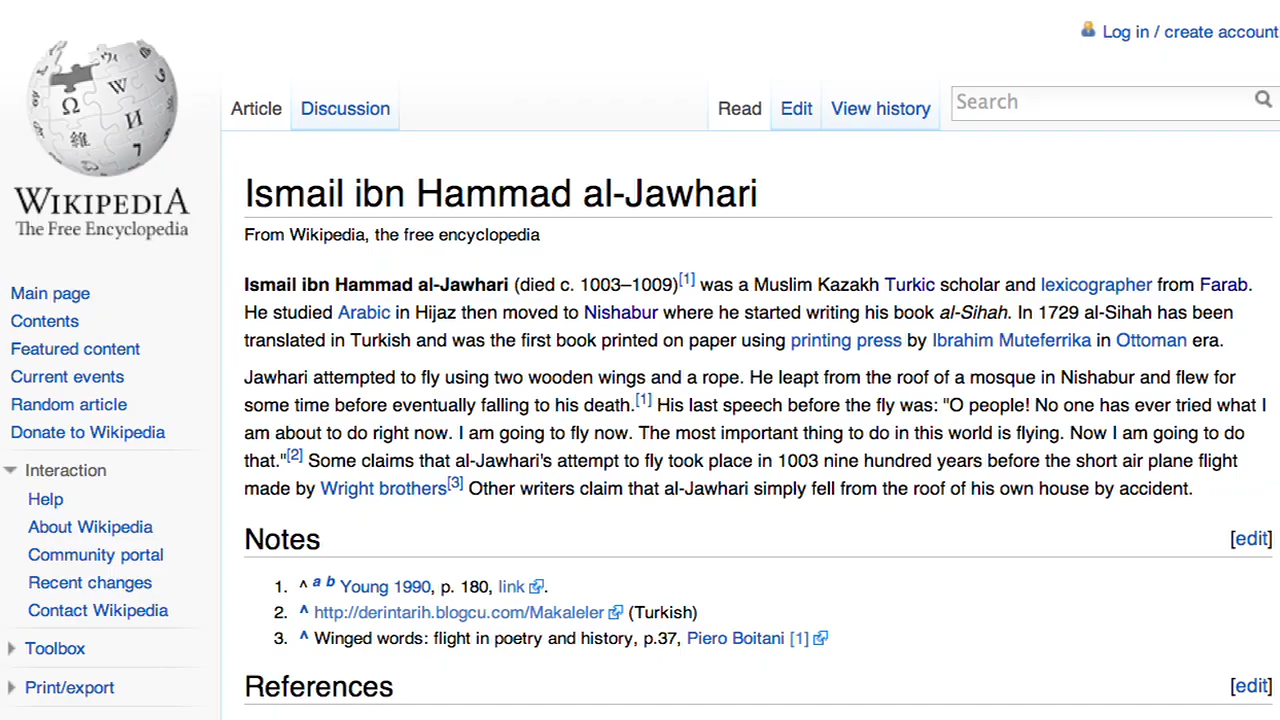 Log in / create account
Article Discussion Read Edit View history Search
WIKIPEDIA
The Free Encyclopedia
Main page
Contents
Featured content
Current events
Random article
Donate to Wikipedia
Interaction
Help
About Wikipedia
Community portal
Recent changes
Contact Wikipedia
Toolbox
Print/export
Ismail ibn Hammad al-Jawhari
From Wikipedia, the free encyclopedia
Ismail ibn Hammad al-Jawhari (died c. 1003–1009)[1] was a Muslim Kazakh Turkic scholar and lexicographer from Farab.
He studied Arabic in Hijaz then moved to Nishabur where he started writing his book al-Sihah. In 1729 al-Sihah has been
translated in Turkish and was the first book printed on paper using printing press by Ibrahim Muteferrika in Ottoman era.
Jawhari attempted to fly using two wooden wings and a rope. He leapt from the roof of a mosque in Nishabur and flew for
some time before eventually falling to his death.[1] His last speech before the fly was: "O people! No one has ever tried what I
am about to do right now. I am going to fly now. The most important thing to do in this world is flying. Now I am going to do
that."[2] Some claims that al-Jawhari's attempt to fly took place in 1003 nine hundred years before the short air plane flight
made by Wright brothers[3] Other writers claim that al-Jawhari simply fell from the roof of his own house by accident.
Notes [edit]
1. ^ a b Young 1990, p. 180, link.
2. ^ http://derintarih.blogcu.com/Makaleler (Turkish)
3. ^ Winged words: flight in poetry and history, p.37, Piero Boitani [1]
References [edit]